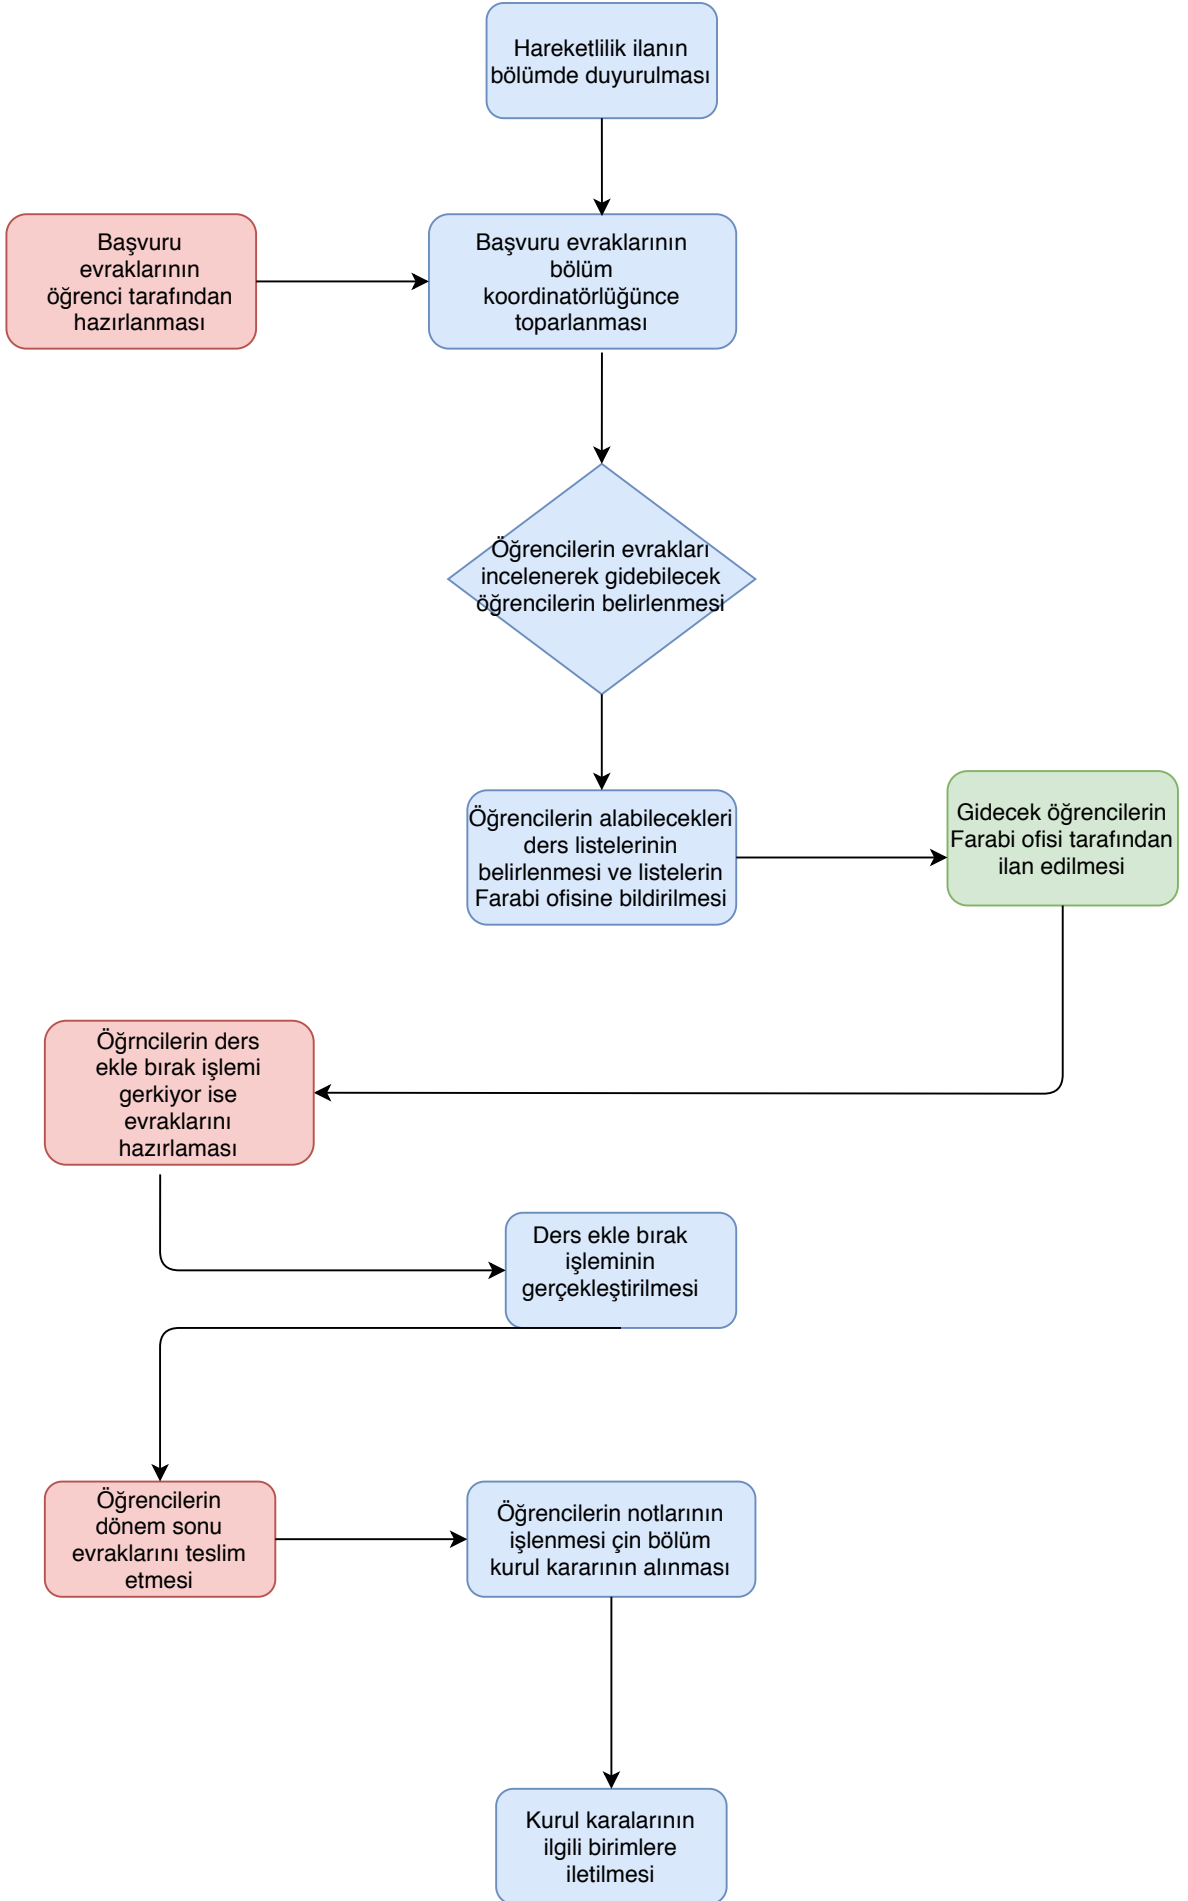 Hareketlilik ilanın
bölümde duyurulması
Başvuru
evraklarının
öğrenci tarafından
hazırlanması
Başvuru evraklarının
bölüm
koordinatörlüğünce
toparlanması
Öğrencilerin evrakları
incelenerek gidebilecek
öğrencilerin belirlenmesi
Öğrencilerin alabilecekleri
ders listelerinin
belirlenmesi ve listelerin
Farabi ofisine bildirilmesi
Gidecek öğrencilerin
Farabi ofisi tarafından
ilan edilmesi
Öğrncilerin ders
ekle bırak işlemi
gerkiyor ise
evraklarını
hazırlaması
Ders ekle bırak
işleminin
gerçekleştirilmesi
Öğrencilerin
dönem sonu
evraklarını teslim
etmesi
Öğrencilerin notlarının
işlenmesi çin bölüm
kurul kararının alınması
Kurul karalarının
ilgili birimlere
iletilmesi